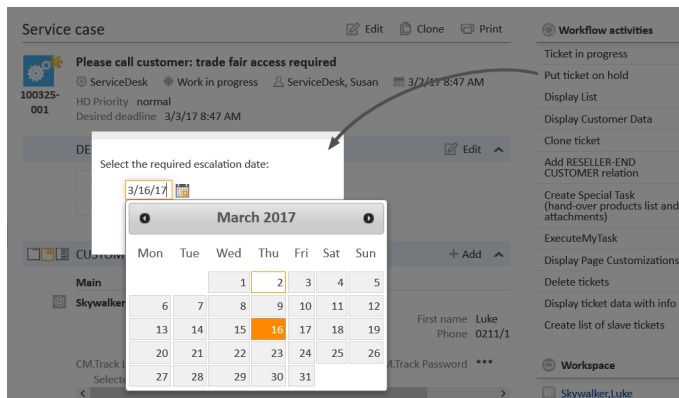 Service case
Edit Clone Print
Please call customer: trade fair access required
ServiceDesk Work in progress ServiceDesk, Susan 3/2/17 8:47 AM
100325-
001
HD Priority normal
Desired deadline 3/3/17 8:47 AM
DE
Edit
Select the required escalation date:
3/16/17
March 2017
Mon Tue Wed Thu Fri Sat Sun
1 2 3 4 5
6 7 8 9 10 11 12
13 14 15 16 17 18 19
20 21 22 23 24 25 26
27 28 29 30 31
CUSTOM
Add
Main
Skywalker
First name Luke
Phone 0211/1
CM.Track L
M.Track Password ***
Select
Workflow activities
Ticket in progress
Put ticket on hold
Display List
Display Customer Data
Clone ticket
Add RESELLER-END
CUSTOMER relation
Create Special Task
(hand-over products list and
attachments)
ExecuteMyTask
Display Page Customizations
Delete tickets
Display ticket data with info
Create list of slave tickets
Workspace
Skywalker,Luke